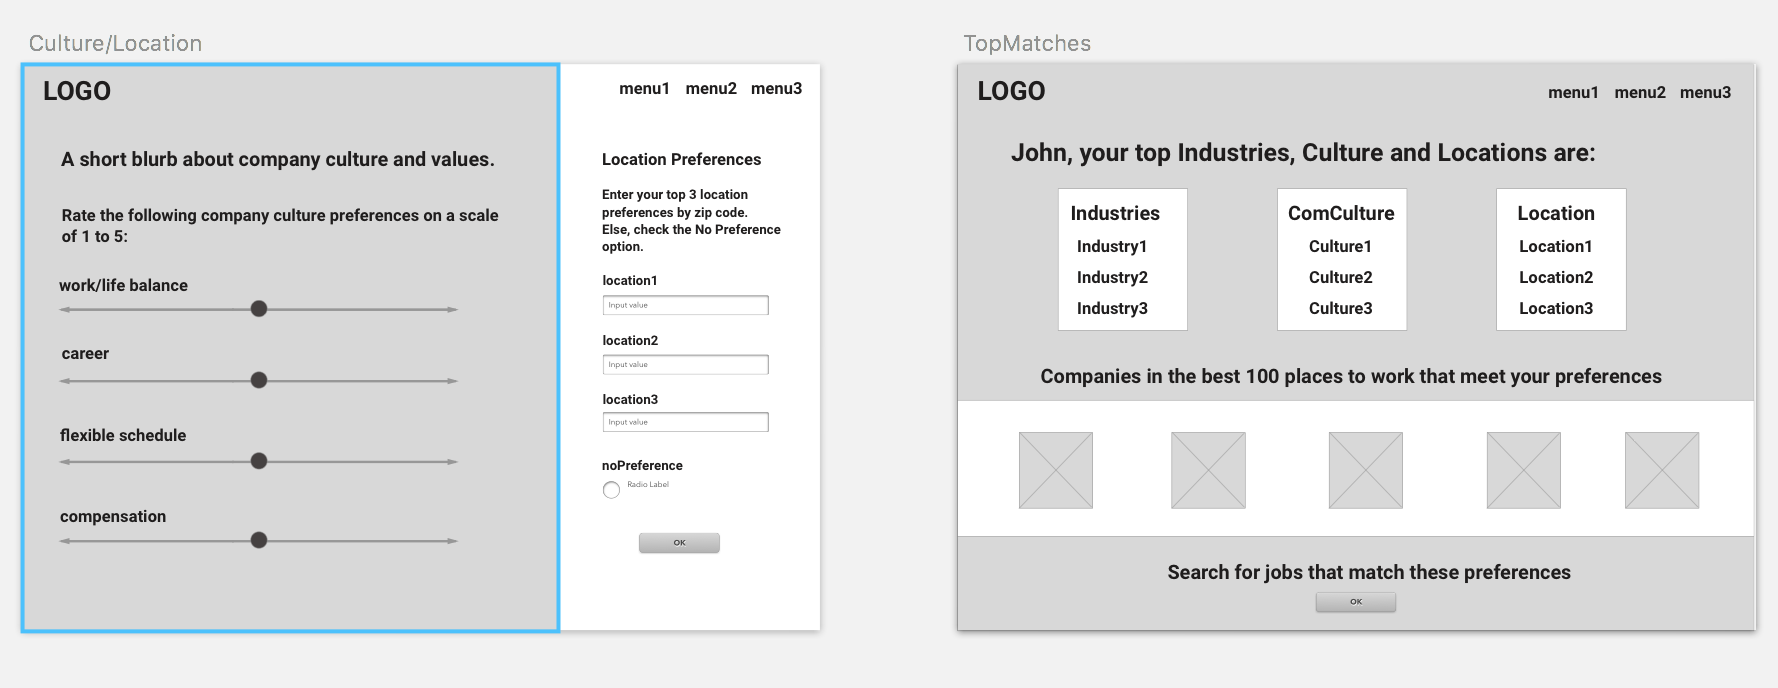 Culture/Location
LOGO
menu1 menu2 menu3
A short blurb about company culture and values.
Rate the following company culture preferences on a scale
of 1 to 5:
work/life balance
career
flexible schedule
compensation
Location Preferences
Enter your top 3 location
preferences by zip code.
Else, check the No Preference
option.
location1
Input value
location2
Input value
location3
Input value
noPreference
Radio Label
OK
TopMatches
LOGO
menu1 menu2 menu3
John, your top Industries, Culture and Locations are:
Industries
Industry1
Industry2
Industry3
ComCulture
Culture1
Culture2
Culture3
Location
Location1
Location2
Location3
Companies in the best 100 places to work that meet your preferences
Search for jobs that match these preferences
OK